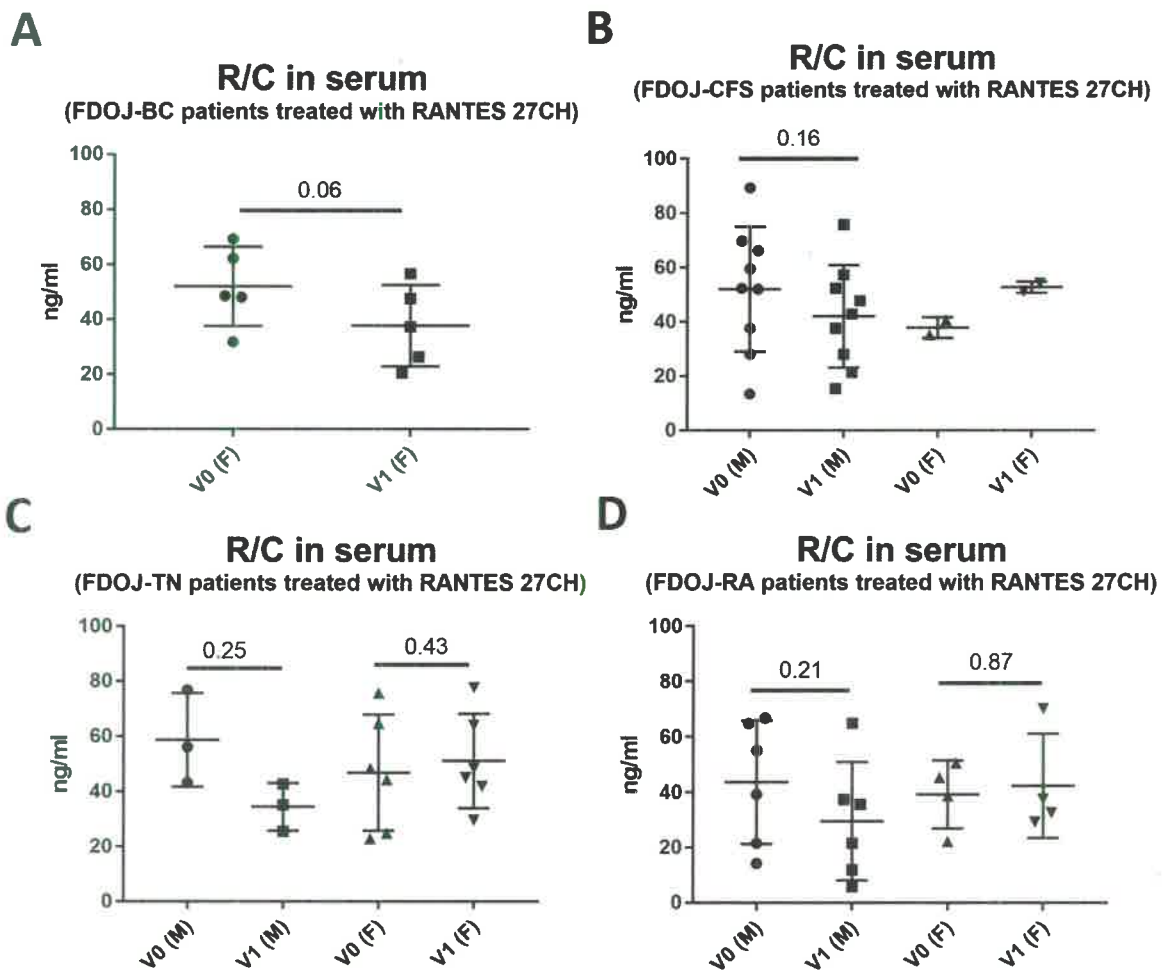 A
R/C in serum
(FDOJ-BC patients treated with RANTES 27CH)
100
80
60
40
20
0
ng/ml
0.06
V0 (F)
V1 (F)
B
R/C in serum
(FDOJ-CFS patients treated with RANTES 27CH)
100
80
60
40
20
0
ng/ml
0.16
V0 (M)
V1 (M)
V0 (F)
V1 (F)
C
R/C in serum
(FDOJ-TN patients treated with RANTES 27CH)
100
80
60
40
20
0
ng/ml
0.25
0.43
V0 (M)
V1 (M)
V0 (F)
V1 (F)
D
R/C in serum
(FDOJ-RA patients treated with RANTES 27CH)
100
80
60
40
20
0
ng/ml
0.21
0.87
V0 (M)
V1 (M)
V0 (F)
V1 (F)